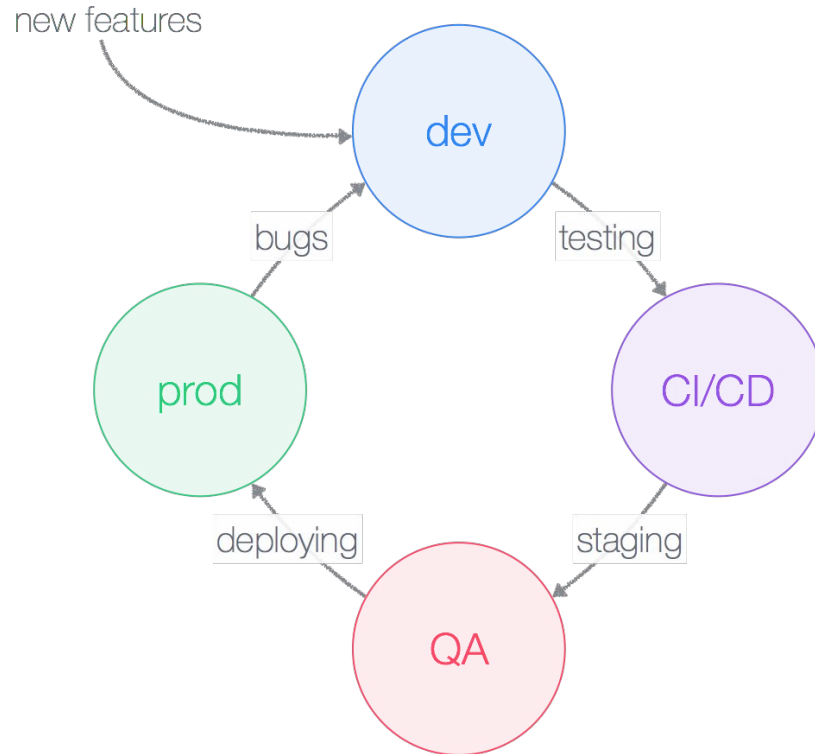 new features
dev
bugs
testing
prod
CI/CD
deploying
staging
QA